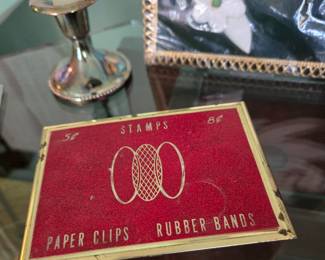 STAMPS
5¢ 8¢
PAPER CLIPS RUBBER BANDS